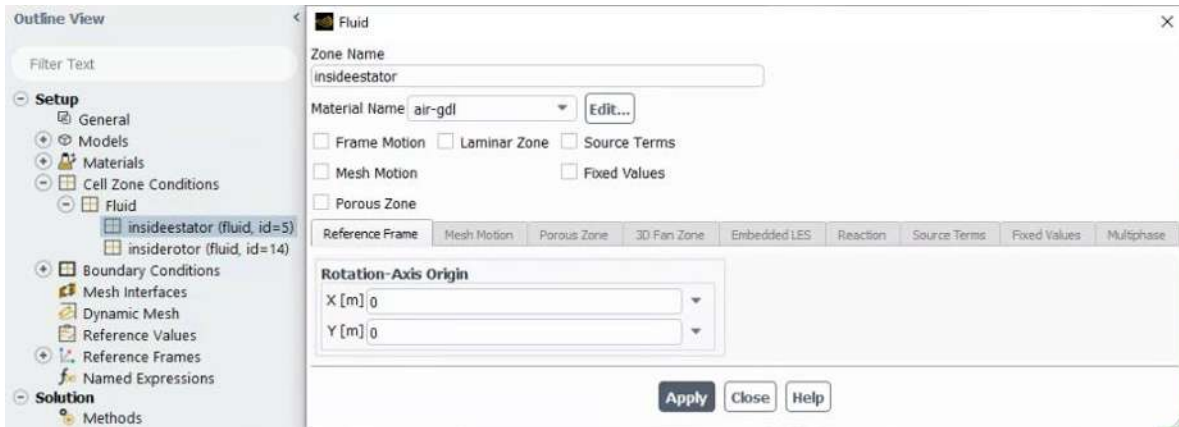 Outline View
Filter Text
Setup
General
Models
Materials
Cell Zone Conditions
Fluid
insideestator (fluid, id=5)
insiderotor (fluid, id=14)
Boundary Conditions
Mesh Interfaces
Dynamic Mesh
Reference Values
Reference Frames
Named Expressions
Solution
Methods
Fluid
Zone Name
insideestator
Material Name air-gdl Edit...
Frame Motion Laminar Zone Source Terms
Mesh Motion Fixed Values
Porous Zone
Reference Frame Mesh Motion Porous Zone 3D Fan Zone Embedded LES Reaction Source Terms Fixed Values Multiphase
Rotation-Axis Origin
X [m] 0
Y [m] 0
Apply Close Help